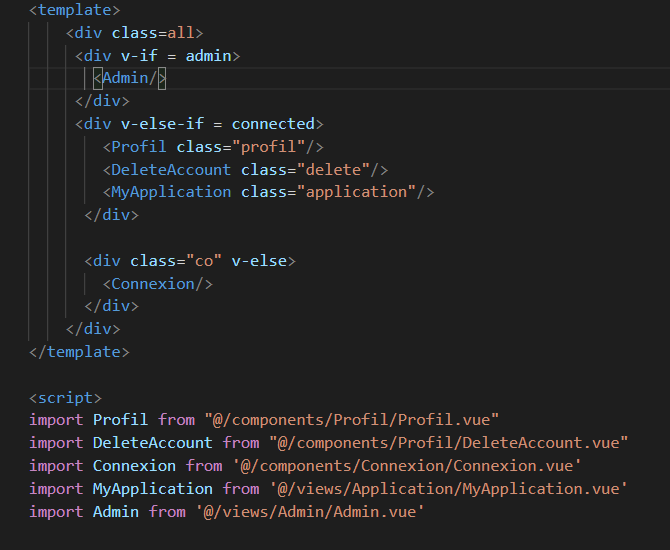 <template>
<div class=all>
<div v-if = admin>
<Admin/>
</div>
<div v-else-if = connected>
<Profil class="profil"/>
<DeleteAccount class="delete"/>
<MyApplication class="application"/>
</div>
<div class="co" v-else>
<Connexion/>
</div>
</div>
</template>
<script>
import Profil from "@/components/Profil/Profil.vue"
import DeleteAccount from "@/components/Profil/DeleteAccount.vue"
import Connexion from '@/components/Connexion/Connexion.vue'
import MyApplication from '@/views/Application/MyApplication.vue'
import Admin from '@/views/Admin/Admin.vue'